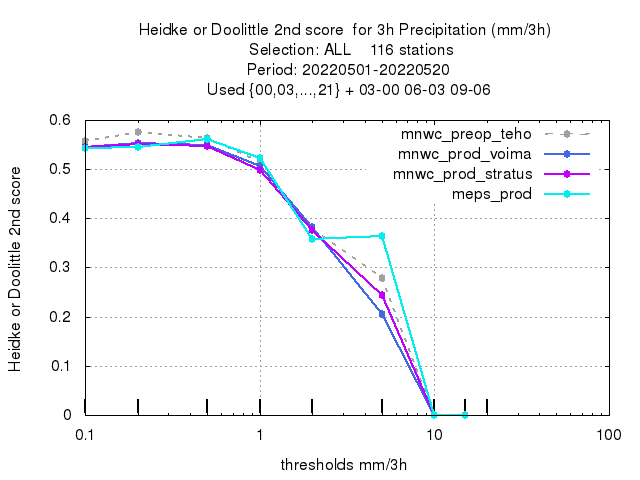 Heidke or Doolittle 2nd score  for 3h Precipitation (mm/3h)
Selection: ALL    116 stations
Period: 20220501-20220520
Used {00,03,...,21} + 03-00 06-03 09-06
mnwc_preop_teho
mnwc_prod_voima
mnwc_prod_stratus
meps_prod
Heidke or Doolittle 2nd score
0.6
0.5
0.4
0.3
0.2
0.1
0
0.1 1 10 100
thresholds mm/3h